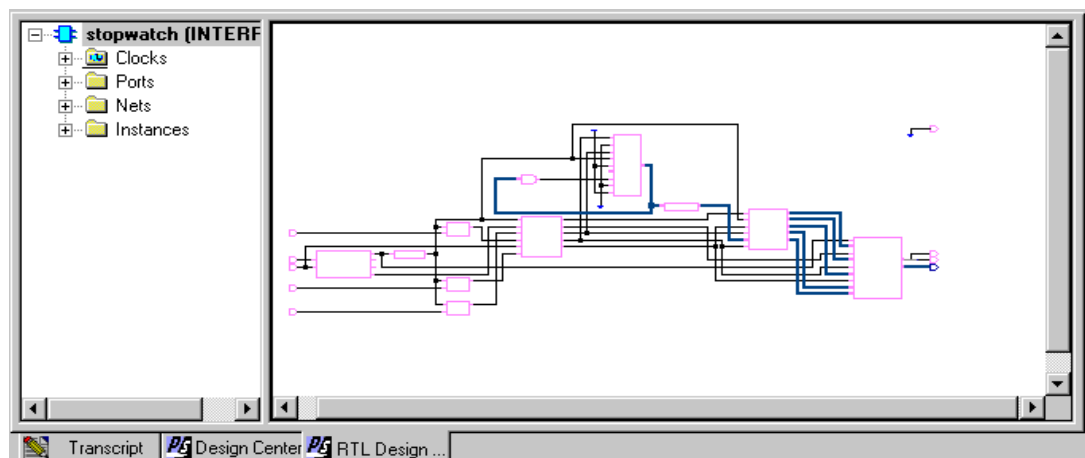 stopwatch (INTERF
Clocks
Ports
Nets
Instances
Transcript
Design Center
RTL Design ...